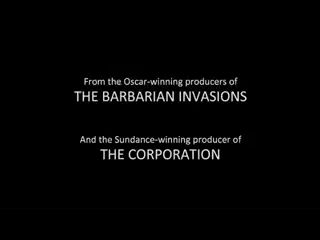 From the Oscar-winning producers of
THE BARBARIAN INVASIONS
And the Sundance-winning producer of
THE CORPORATION